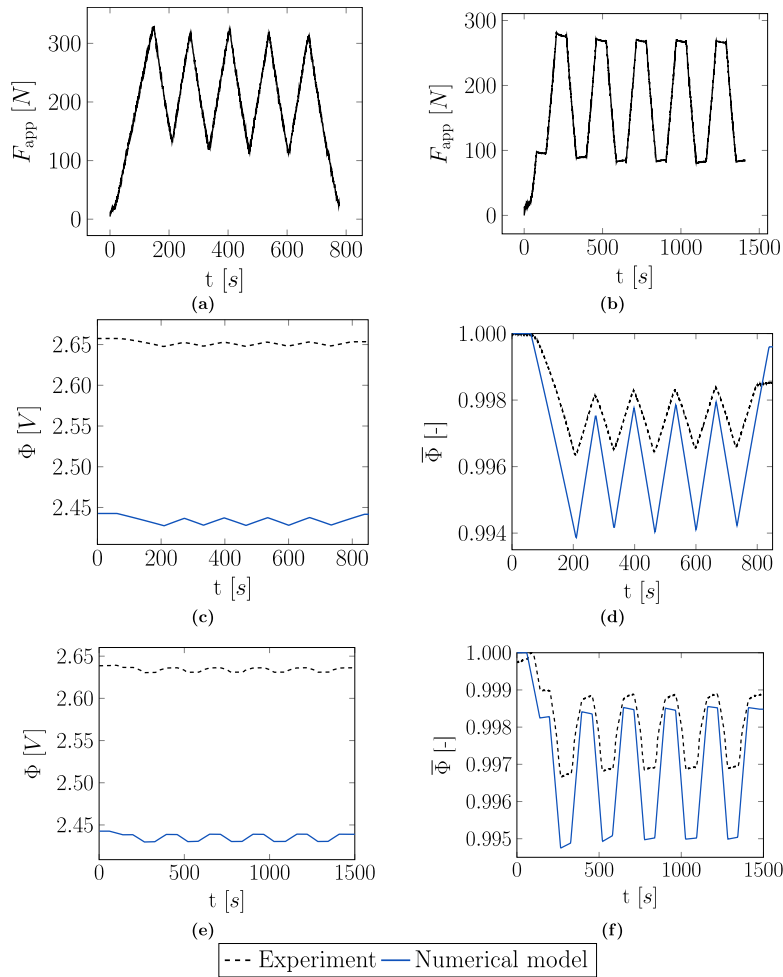 300
200
100
0
F_app [N]
0 200 400 600 800
t [s]
(a)
300
200
100
0
F_app [N]
0 500 1000 1500
t [s]
(b)
2.65
2.60
2.55
2.50
2.45
Φ [V]
0 200 400 600 800
t [s]
(c)
1.000
0.998
0.996
0.994
Φ̅ [-]
0 200 400 600 800
t [s]
(d)
2.65
2.60
2.55
2.50
2.45
Φ [V]
0 500 1000 1500
t [s]
(e)
1.000
0.999
0.998
0.997
0.995
0.995
Φ̅ [-]
0 500 1000 1500
t [s]
(f)
Experiment Numerical model